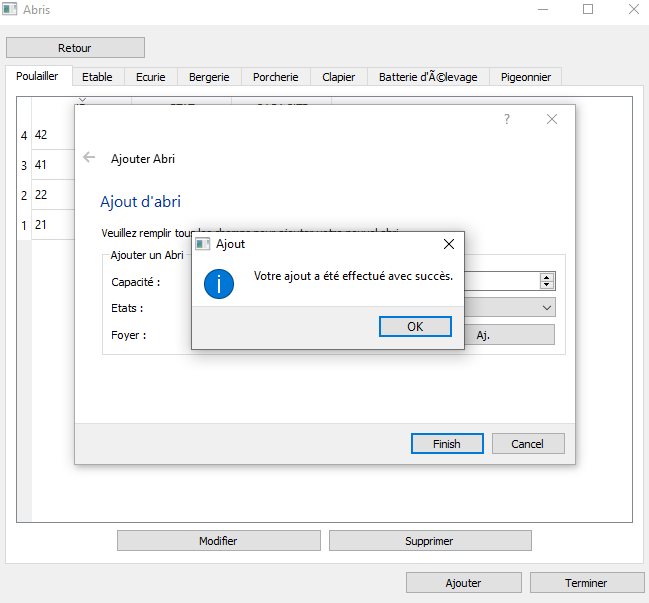 Abris
Retour
Poulailler Etable Ecurie Bergerie Porcherie Clapier Batterie d'Ã©levage Pigeonnier
4 42
3 41
2 22
1 21
?
Ajouter Abri
Ajout d'abri
Veuillez remplir
Ajouter un Abri
Capacité :
Etats :
Foyer :
Aj.
Ajout
Votre ajout a été effectué avec succès.
OK
Finish Cancel
Modifier Supprimer
Ajouter Terminer